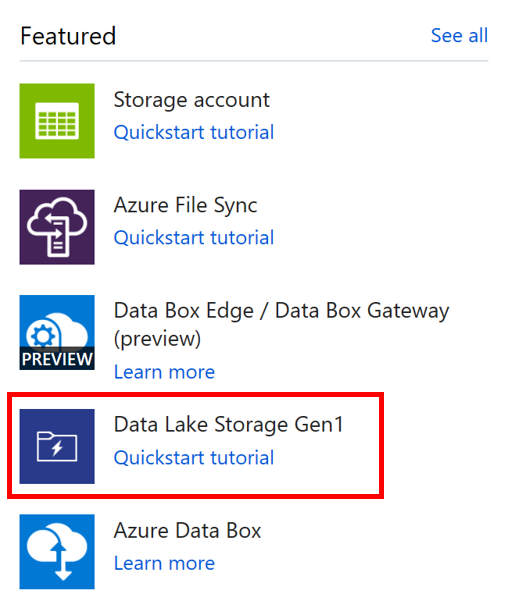 Featured
See all
Storage account
Quickstart tutorial
Azure File Sync
Quickstart tutorial
Data Box Edge / Data Box Gateway
(preview)
PREVIEW
Learn more
Data Lake Storage Gen1
Quickstart tutorial
Azure Data Box
Learn more